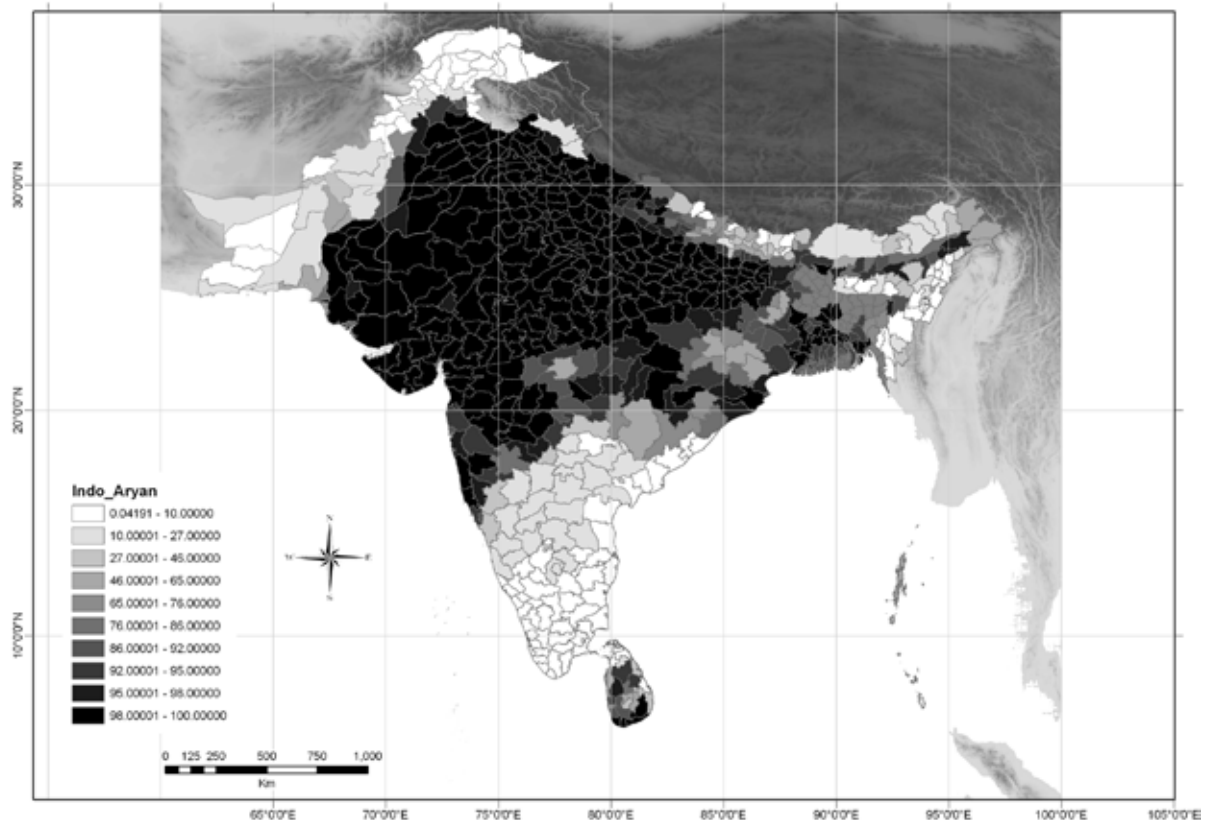 30°0'0"N
20°0'0"N
10°0'0"N
Indo_Aryan
0.04191 - 10.00000
10.00001 - 27.00000
27.00001 - 46.00000
46.00001 - 65.00000
65.00001 - 76.00000
76.00001 - 86.00000
86.00001 - 92.00000
92.00001 - 95.00000
95.00001 - 98.00000
98.00001 - 100.00000
N
W E
S
0 125 250 500 750 1,000
Km
65°0'0"E 70°0'0"E 75°0'0"E 80°0'0"E 85°0'0"E 90°0'0"E 95°0'0"E 100°0'0"E 105°0'0"E